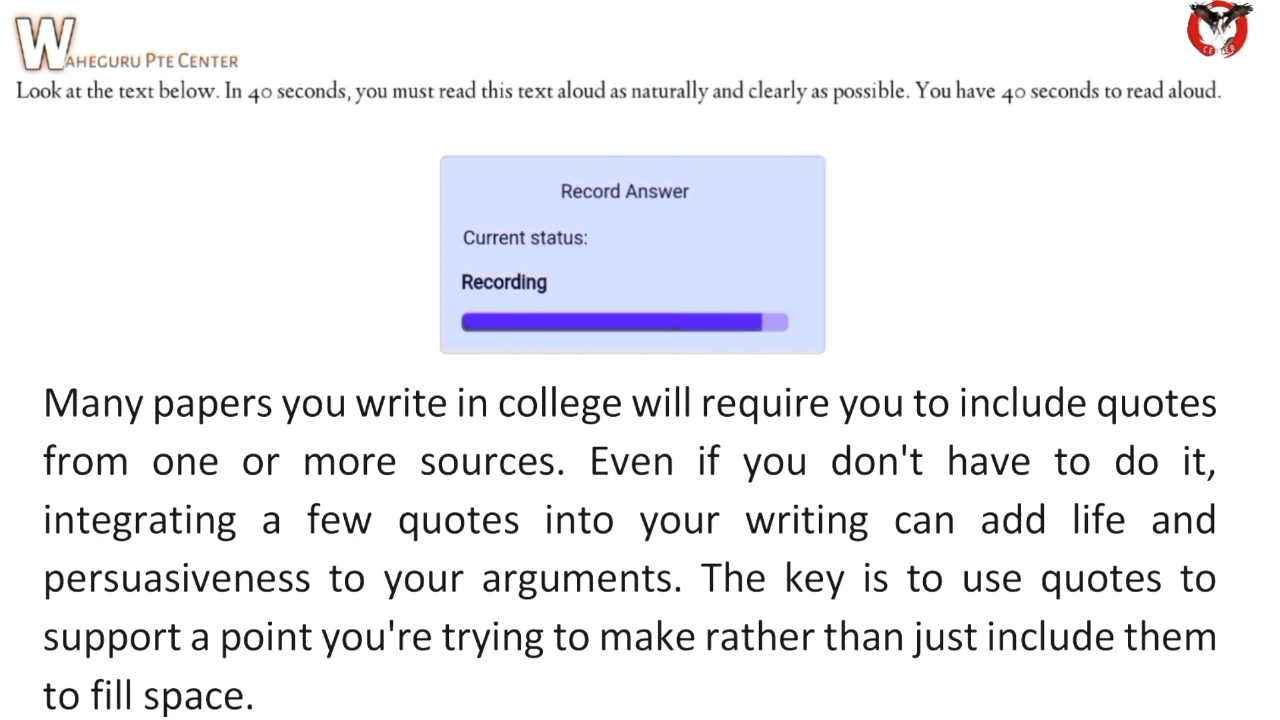 WAHEGURU PTE CENTER
Look at the text below. In 40 seconds, you must read this text aloud as naturally and clearly as possible. You have 40 seconds to read aloud.
Record Answer
Current status:
Recording
Many papers you write in college will require you to include quotes
from one or more sources. Even if you don't have to do it,
integrating a few quotes into your writing can add life and
persuasiveness to your arguments. The key is to use quotes to
support a point you're trying to make rather than just include them
to fill space.